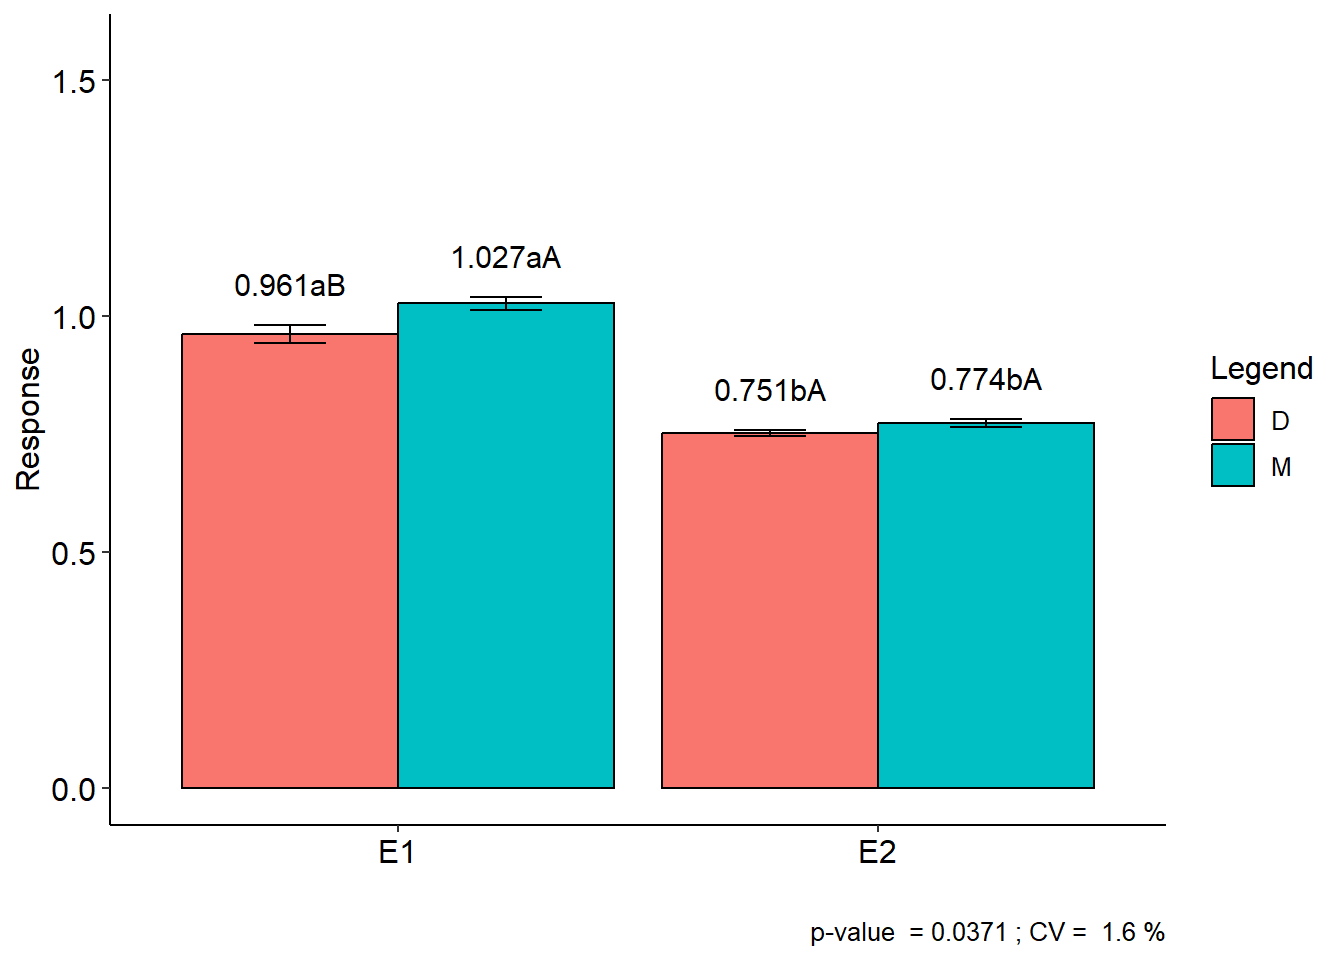 1.5
1.0
0.5
0.0
Response
0.961aB
1.027aA
0.751bA
0.774bA
E1
E2
Legend
D
M
p-value  = 0.0371 ; CV =  1.6 %